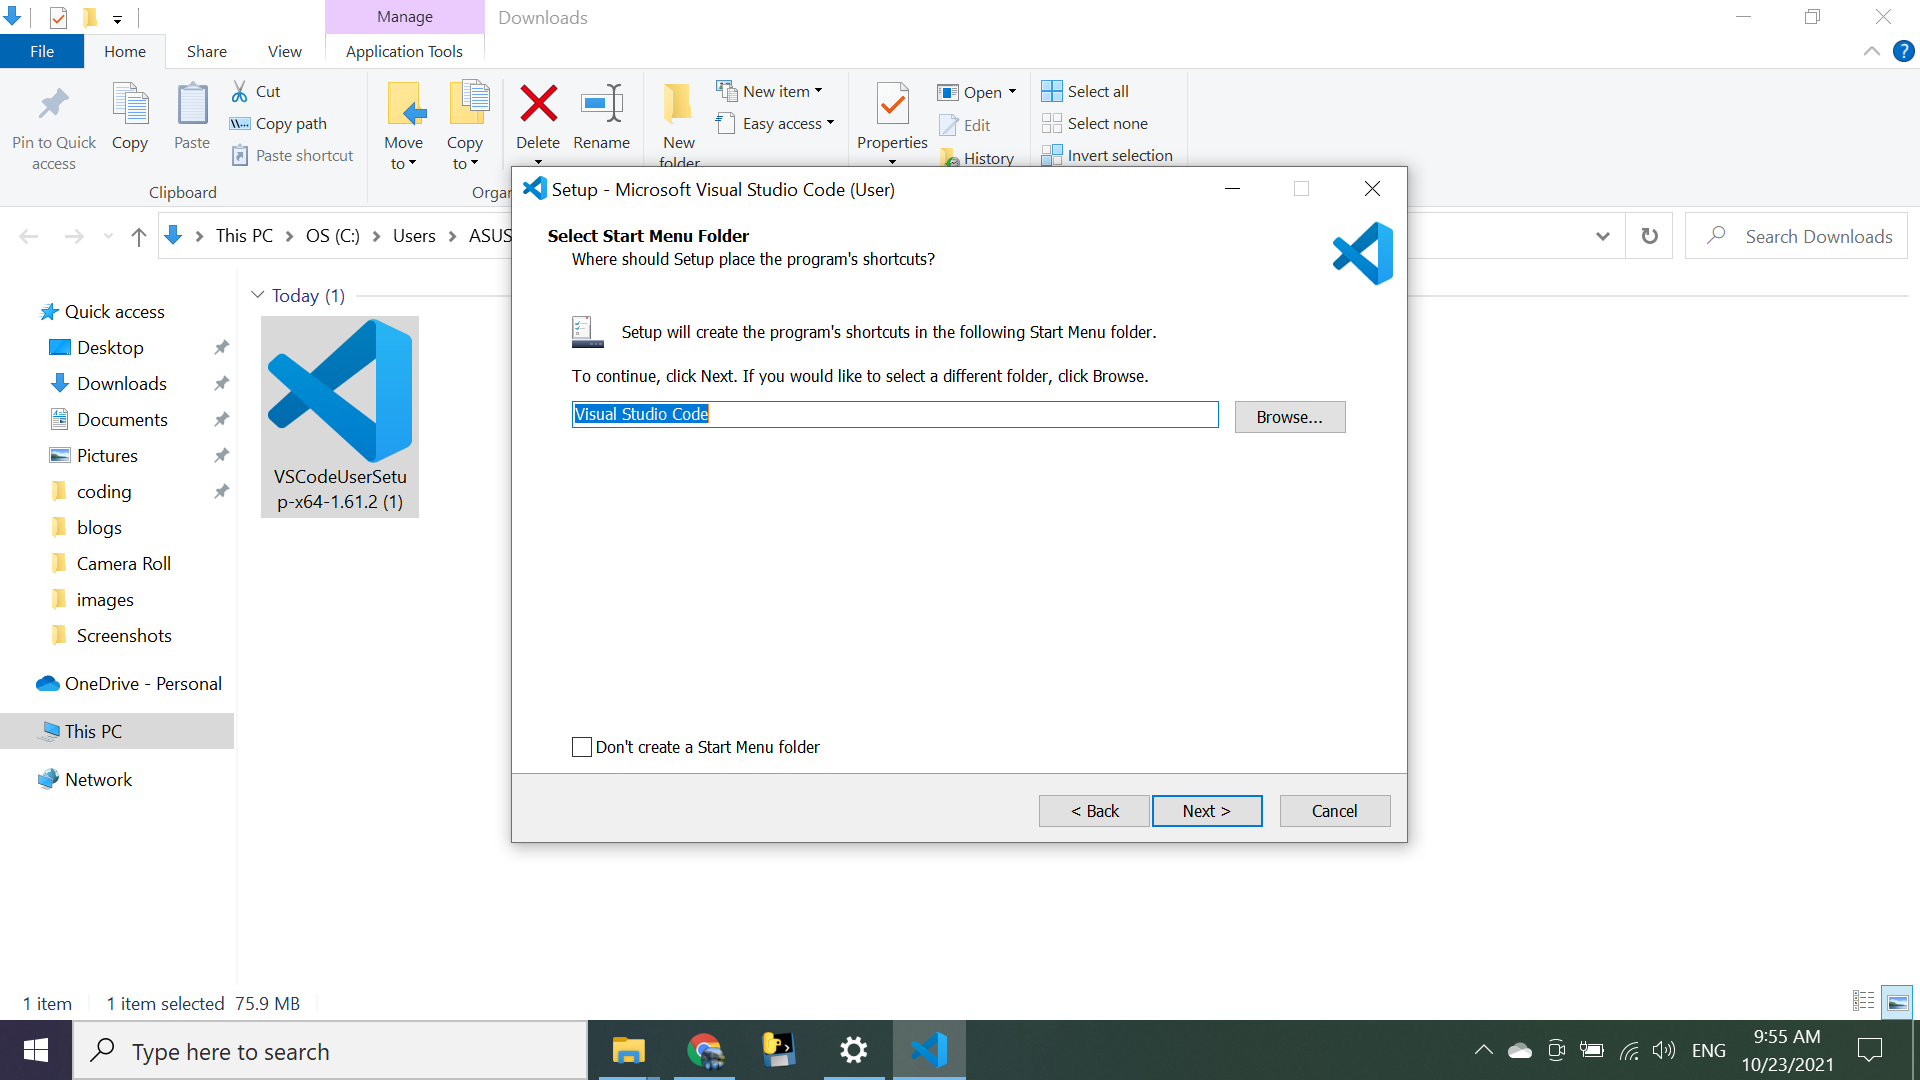 Manage
Downloads
File
Home
Share
View
Application Tools
Pin to Quick
access
Copy
Paste
Cut
Copy path
Paste shortcut
Clipboard
Move
to
Copy
to
Delete
Rename
Organ
New
folder
New item
Easy access
Properties
Open
Edit
History
Select all
Select none
Invert selection
This PC
OS (C:)
Users
ASUS
Search Downloads
Quick access
Desktop
Downloads
Documents
Pictures
coding
blogs
Camera Roll
images
Screenshots
OneDrive - Personal
This PC
Network
Today (1)
VSCodeUserSetu
p-x64-1.61.2 (1)
Setup - Microsoft Visual Studio Code (User)
Select Start Menu Folder
Where should Setup place the program's shortcuts?
Setup will create the program's shortcuts in the following Start Menu folder.
To continue, click Next. If you would like to select a different folder, click Browse.
Visual Studio Code
Browse...
Don't create a Start Menu folder
< Back
Next >
Cancel
1 item
1 item selected 75.9 MB
Type here to search
ENG
9:55 AM
10/23/2021